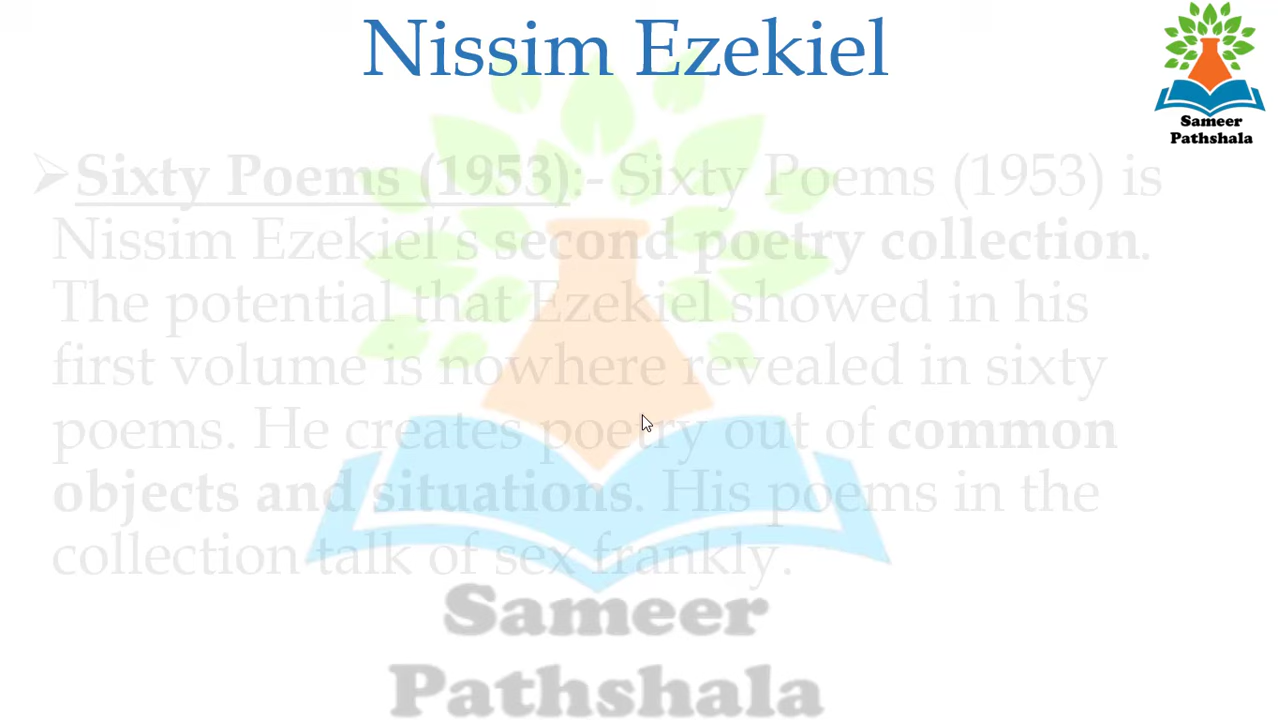 Nissim Ezekiel
Sameer
Pathshala
➢Sixty Poems (1953):- Sixty Poems (1953) is
Nissim Ezekiel’s second poetry collection.
The potential that Ezekiel showed in his
first volume is nowhere revealed in sixty
poems. He creates poetry out of common
objects and situations. His poems in the
collection talk of sex frankly.
Sameer
Pathshala